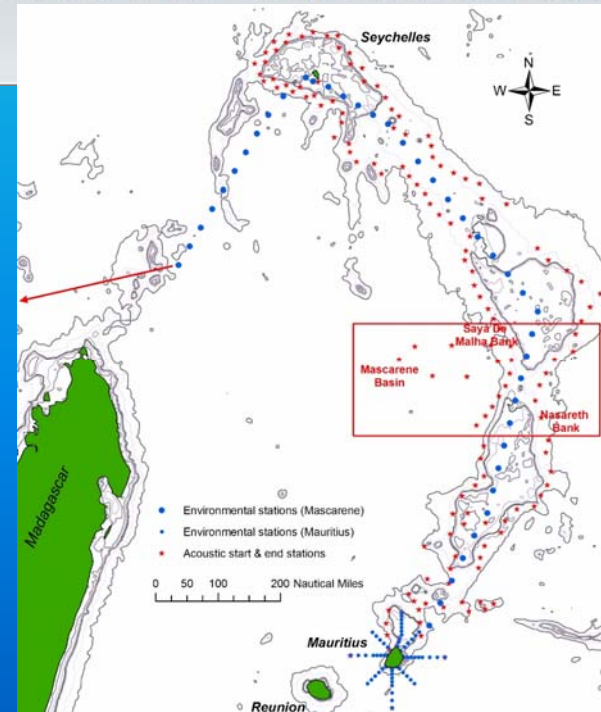 Seychelles
N
W E
S
Saya De
Malha Bank
Mascarene
Basin
Nasareth
Bank
Madagascar
Environmental stations (Mascarene)
Environmental stations (Mauritius)
Acoustic start & end stations
0 50 100 200 Nautical Miles
Mauritius
Reunion